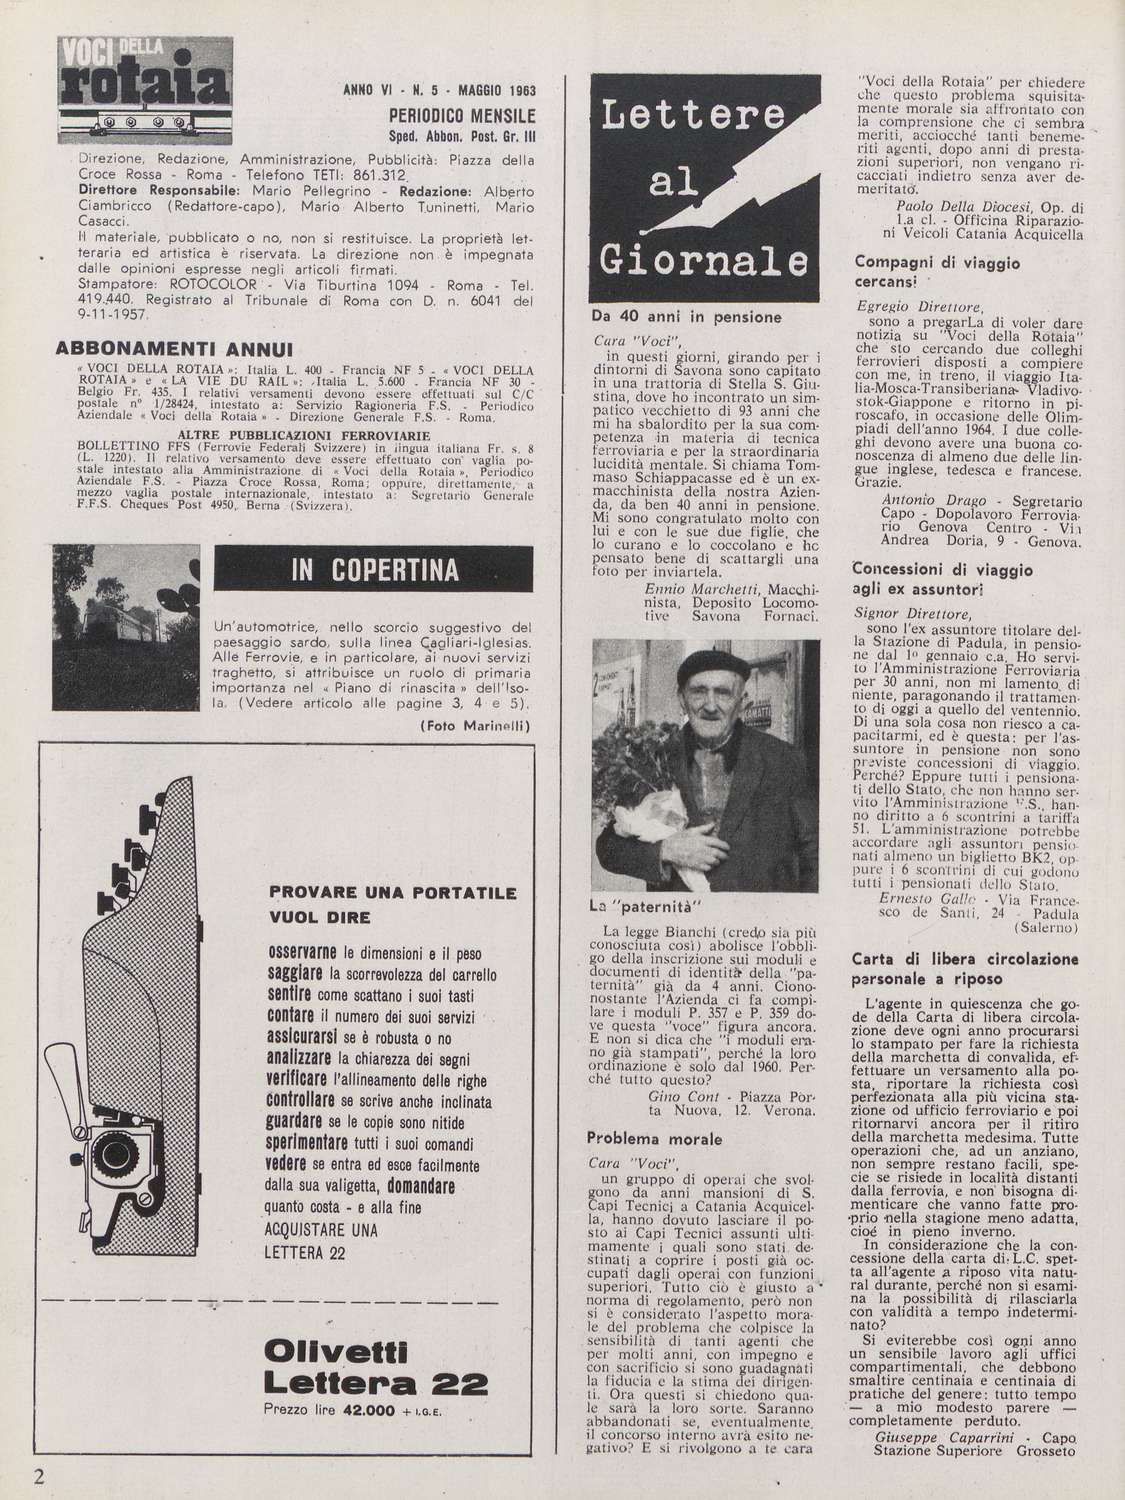 VOCI DELLA
rotaia
ANNO VI - N. 5 - MAGGIO 1963
PERIODICO MENSILE
Sped. Abbon. Post. Gr. III
Direzione, Redazione, Amministrazione, Pubblicità: Piazza della
Croce Rossa - Roma - Telefono TETI: 861.312.
Direttore Responsabile: Mario Pellegrino - Redazione: Alberto
Ciambricco (Redattore-capo), Mario Alberto Tuninetti, Mario
Casacci.
Il materiale, pubblicato o no, non si restituisce. La proprietà let-
teraria ed artistica è riservata. La direzione non è impegnata
dalle opinioni espresse negli articoli firmati.
Stampatore: ROTOCOLOR - Via Tiburtina 1094 - Roma - Tel.
419.440. Registrato al Tribunale di Roma con D. n. 6041 del
9-11-1957.
ABBONAMENTI ANNUI
« VOCI DELLA ROTAIA »: Italia L. 400 - Francia NF 5 - « VOCI DELLA
ROTAIA » e « LA VIE DU RAIL »: Italia L. 5.600 - Francia NF 30 -
Belgio Fr. 435. I relativi versamenti devono essere effettuati sul C/C
postale n° 1/28424, intestato a: Servizio Ragioneria F.S. - Periodico
Aziendale « Voci della Rotaia » - Direzione Generale F.S. - Roma.
ALTRE PUBBLICAZIONI FERROVIARIE
BOLLETTINO FFS (Ferrovie Federali Svizzere) in lingua italiana Fr. s. 8
(L. 1220). Il relativo versamento deve essere effettuato con vaglia po-
stale intestato alla Amministrazione di « Voci della Rotaia », Periodico
Aziendale F.S. - Piazza Croce Rossa, Roma; oppure, direttamente, a
mezzo vaglia postale internazionale, intestato a: Segretario Generale
F.F.S. Cheques Post 4950, Berna (Svizzera).
IN COPERTINA
Un'automotrice, nello scorcio suggestivo del
paesaggio sardo, sulla linea Cagliari-Iglesias.
Alle Ferrovie, e in particolare, ai nuovi servizi
traghetto, si attribuisce un ruolo di primaria
importanza nel « Piano di rinascita » dell'Iso-
la. (Vedere articolo alle pagine 3, 4 e 5).
(Foto Marinelli)
PROVARE UNA PORTATILE
VUOL DIRE
osservarne le dimensioni e il peso
saggiare la scorrevolezza del carrello
sentire come scattano i suoi tasti
contare il numero dei suoi servizi
assicurarsi se è robusta o no
analizzare la chiarezza dei segni
verificare l'allineamento delle righe
controllare se scrive anche inclinata
guardare se le copie sono nitide
sperimentare tutti i suoi comandi
vedere se entra ed esce facilmente
dalla sua valigetta, domandare
quanto costa - e alla fine
ACQUISTARE UNA
LETTERA 22
Olivetti
Lettera 22
Prezzo lire 42.000 + I.G.E.
2
Lettere
al
Giornale
Da 40 anni in pensione
Cara "Voci",
in questi giorni, girando per i
dintorni di Savona sono capitato
in una trattoria di Stella S. Giu-
stina, dove ho incontrato un sim-
patico vecchietto di 93 anni che
mi ha sbalordito per la sua com-
petenza in materia di tecnica
ferroviaria e per la straordinaria
lucidità mentale. Si chiama Tom-
maso Schiappacasse ed è un ex-
macchinista della nostra Azien-
da, da ben 40 anni in pensione.
Mi sono congratulato molto con
lui e con le sue due figlie, che
lo curano e lo coccolano e ho
pensato bene di scattargli una
foto per inviartela.
Ennio Marchetti, Macchi-
nista, Deposito Locomo-
tive Savona Fornaci.
La "paternità"
La legge Bianchi (credo sia più
conosciuta così) abolisce l'obbli-
go della inscrizione sui moduli e
documenti di identità della "pa-
ternità" già da 4 anni. Ciono-
nostante l'Azienda ci fa compi-
lare i moduli P. 357 e P. 359 do-
ve questa "voce" figura ancora.
E non si dica che "i moduli era-
no già stampati", perché la loro
ordinazione è solo dal 1960. Per-
ché tutto questo?
Gino Cont - Piazza Por-
ta Nuova, 12. Verona.
Problema morale
Cara "Voci",
un gruppo di operai che svol-
gono da anni mansioni di S.
Capi Tecnici a Catania Acquicel-
la, hanno dovuto lasciare il po-
sto ai Capi Tecnici assunti ulti-
mamente i quali sono stati de-
stinati a coprire i posti già oc-
cupati dagli operai con funzioni
superiori. Tutto ciò è giusto a
norma di regolamento, però non
si è considerato l'aspetto mora-
le del problema che colpisce la
sensibilità di tanti agenti che
per molti anni, con impegno e
con sacrificio si sono guadagnati
la fiducia e la stima dei dirigen-
ti. Ora questi si chiedono qua-
le sarà la loro sorte. Saranno
abbandonati se, eventualmente,
il concorso interno avrà esito ne-
gativo? E si rivolgono a te cara
"Voci della Rotaia" per chiedere
che questo problema squisita-
mente morale sia affrontato con
la comprensione che ci sembra
meriti, acciocché tanti beneme-
riti agenti, dopo anni di presta-
zioni superiori, non vengano ri-
cacciati indietro senza aver de-
meritato.
Paolo Della Diocesi, Op. di
1.a cl. - Officina Riparazio-
ni Veicoli Catania Acquicella
Compagni di viaggio
cercansi
Egregio Direttore,
sono a pregarLa di voler dare
notizia su "Voci della Rotaia"
che sto cercando due colleghi
ferrovieri disposti a compiere
con me, in treno, il viaggio Ita-
lia-Mosca-Transiberiana-Vladivo-
stok-Giappone e ritorno in pi-
roscafo, in occasione delle Olim-
piadi dell'anno 1964. I due colle-
ghi devono avere una buona co-
noscenza di almeno due delle lin-
gue inglese, tedesca e francese.
Grazie.
Antonio Drago - Segretario
Capo - Dopolavoro Ferrovia-
rio Genova Centro - Via
Andrea Doria, 9 - Genova.
Concessioni di viaggio
agli ex assuntori
Signor Direttore,
sono l'ex assuntore titolare del-
la Stazione di Padula, in pensio-
ne dal 1° gennaio c.a. Ho servi-
to l'Amministrazione Ferroviaria
per 30 anni, non mi lamento di
niente, paragonando il trattamen-
to di oggi a quello del ventennio.
Di una sola cosa non riesco a ca-
pacitarmi, ed è questa: per l'as-
suntore in pensione non sono
previste concessioni di viaggio.
Perché? Eppure tutti i pensiona-
ti dello Stato, che non hanno ser-
vito l'Amministrazione F.S., han-
no diritto a 6 scontrini a tariffa
51. L'amministrazione potrebbe
accordare agli assuntori pensio-
nati almeno un biglietto BK2, op-
pure i 6 scontrini di cui godono
tutti i pensionati dello Stato.
Ernesto Gallo - Via France-
sco de Santi, 24 - Padula
(Salerno)
Carta di libera circolazione
personale a riposo
L'agente in quiescenza che go-
de della Carta di libera circola-
zione deve ogni anno procurarsi
lo stampato per fare la richiesta
della marchetta di convalida, ef-
fettuare un versamento alla po-
sta, riportare la richiesta così
perfezionata alla più vicina sta-
zione od ufficio ferroviario e poi
ritornarvi ancora per il ritiro
della marchetta medesima. Tutte
operazioni che, ad un anziano,
non sempre restano facili, spe-
cie se risiede in località distanti
dalla ferrovia, e non bisogna di-
menticare che vanno fatte pro-
prio nella stagione meno adatta,
cioé in pieno inverno.
In considerazione che la con-
cessione della carta di L.C. spet-
ta all'agente a riposo vita natu-
ral durante, perché non si esami-
na la possibilità di rilasciarla
con validità a tempo indetermi-
nato?
Si eviterebbe così ogni anno
un sensibile lavoro agli uffici
compartimentali, che debbono
smaltire centinaia e centinaia di
pratiche del genere: tutto tempo
— a mio modesto parere —
completamente perduto.
Giuseppe Caparrini - Capo
Stazione Superiore Grosseto